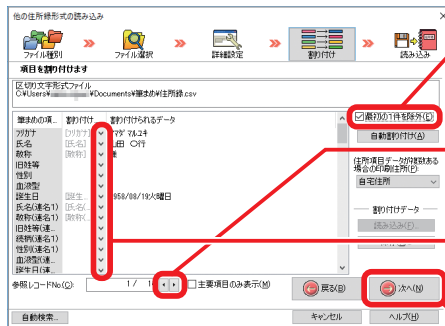 他の住所録形式の読み込み
ファイル種別
ファイル選択
詳細設定
割り付け
読み込み
項目を割り付けます
区切り文字形式ファイル
C:¥Users¥ ¥Documents¥筆まめ¥住所録.csv
筆まめの項... 割り付け 割り付けられるデータ
フリガナ [フリガナ] ヤマダ マルユキ
氏名 [氏名] 山田 〇行
敬称 [敬称] 様
旧姓等
性別
血液型
誕生日 [誕生... 1958/08/19火曜日
氏名(連名1) [氏名(...
敬称(連名1) [敬称(...
旧姓等(連...
続柄(連名1)
性別(連名1)
血液型(連...
誕生日(連...
最初の1件を除外(E)
自動割り付け(A)
住所項目データが複数ある
場合の印刷住所(P):
自宅住所
割り付けデータ
読み込み(F)...
参照レコードNo(C): 1 / 1
主要項目のみ表示(M)
戻る(B)
次へ(N)
自動検索...
キャンセル
ヘルプ(H)